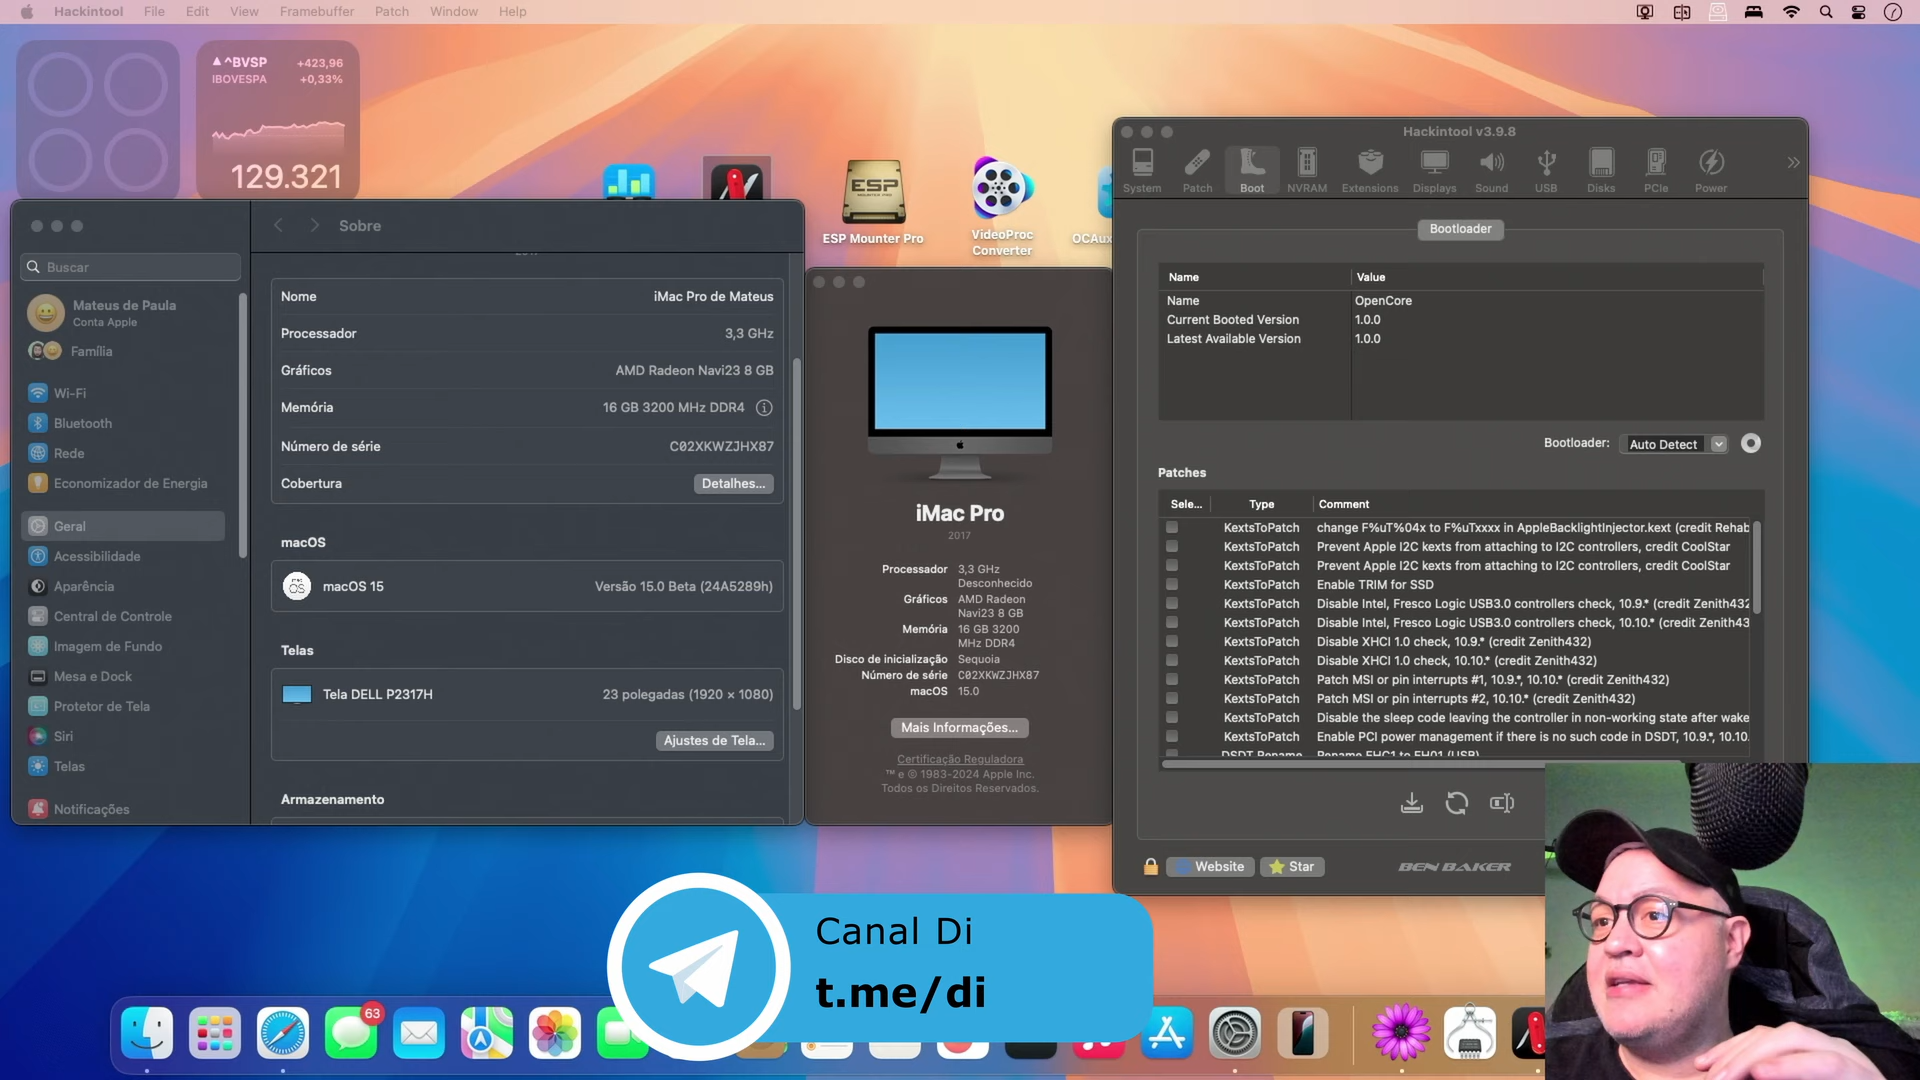 Hackintool File Edit View Framebuffer Patch Window Help
▲ ^BVSP +423,96
IBOVESPA +0,33%
129.321
ESP
ESP Mounter Pro
VideoProc
Converter
Sobre
Buscar
Mateus de Paula
Conta Apple
Família
Wi-Fi
Bluetooth
Rede
Economizador de Energia
Geral
Acessibilidade
Aparência
Central de Controle
Imagem de Fundo
Mesa e Dock
Protetor de Tela
Siri
Telas
Notificações
Nome iMac Pro de Mateus
Processador 3,3 GHz
Gráficos AMD Radeon Navi23 8 GB
Memória 16 GB 3200 MHz DDR4
Número de série C02XKWZJHX87
Cobertura Detalhes...
macOS
macOS 15 Versão 15.0 Beta (24A5289h)
Telas
Tela DELL P2317H 23 polegadas (1920 × 1080)
Ajustes de Tela...
Armazenamento
iMac Pro
2017
Processador 3,3 GHz
Desconhecido
Gráficos AMD Radeon
Navi23 8 GB
Memória 16 GB 3200
MHz DDR4
Disco de inicialização Sequoia
Número de série C02XKWZJHX87
macOS 15.0
Mais Informações...
Certificação Reguladora
™ e © 1983-2024 Apple Inc.
Todos os Direitos Reservados.
Hackintool v3.9.8
System Patch Boot NVRAM Extensions Displays Sound USB Disks PCIe Power
Bootloader
Name Value
Name OpenCore
Current Booted Version 1.0.0
Latest Available Version 1.0.0
Bootloader: Auto Detect
Patches
Sele... Type Comment
KextsToPatch change F%uT%04x to F%uTxxxx in AppleBacklightInjector.kext (credit Rehab
KextsToPatch Prevent Apple I2C kexts from attaching to I2C controllers, credit CoolStar
KextsToPatch Prevent Apple I2C kexts from attaching to I2C controllers, credit CoolStar
KextsToPatch Enable TRIM for SSD
KextsToPatch Disable Intel, Fresco Logic USB3.0 controllers check, 10.9.* (credit Zenith432
KextsToPatch Disable Intel, Fresco Logic USB3.0 controllers check, 10.10.* (credit Zenith43
KextsToPatch Disable XHCI 1.0 check, 10.9.* (credit Zenith432)
KextsToPatch Disable XHCI 1.0 check, 10.10.* (credit Zenith432)
KextsToPatch Patch MSI or pin interrupts #1, 10.9.*, 10.10.* (credit Zenith432)
KextsToPatch Patch MSI or pin interrupts #2, 10.10.* (credit Zenith432)
KextsToPatch Disable the sleep code leaving the controller in non-working state after wake
KextsToPatch Enable PCI power management if there is no such code in DSDT, 10.9.*, 10.10.
DSDT Rename Rename EHC1 to EH01 (USB)
Website Star BEN BAKER
Canal Di
t.me/di
63